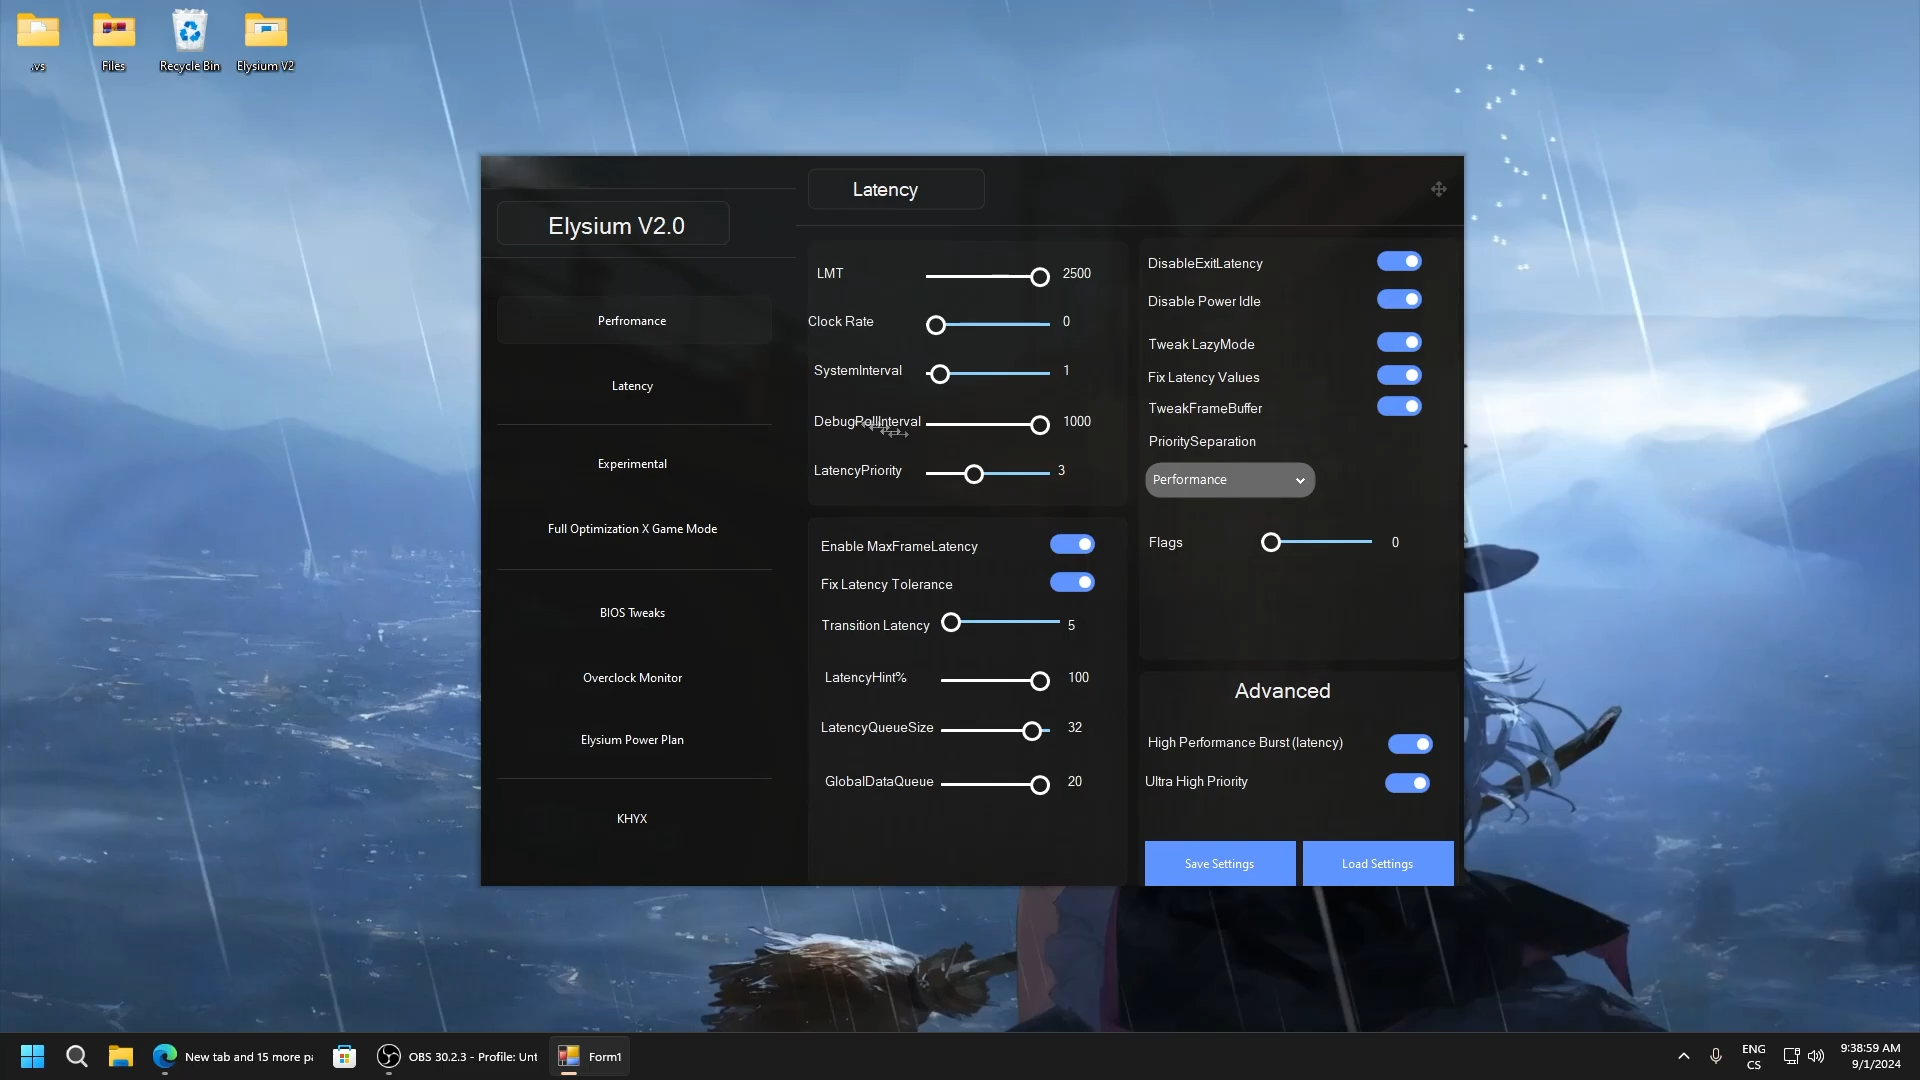 .vs
Files
Recycle Bin
Elysium V2
Latency
Elysium V2.0
Perfromance
Latency
Experimental
Full Optimization X Game Mode
BIOS Tweaks
Overclock Monitor
Elysium Power Plan
KHYX
LMT 2500
Clock Rate 0
SystemInterval 1
DebugPollInterval 1000
LatencyPriority 3
Enable MaxFrameLatency
Fix Latency Tolerance
Transition Latency 5
LatencyHint% 100
LatencyQueueSize 32
GlobalDataQueue 20
DisableExitLatency
Disable Power Idle
Tweak LazyMode
Fix Latency Values
TweakFrameBuffer
PrioritySeparation
Performance
Flags 0
Advanced
High Performance Burst (latency)
Ultra High Priority
Save Settings
Load Settings
New tab and 15 more pa
OBS 30.2.3 - Profile: Unt
Form1
ENG
CS
9:38:59 AM
9/1/2024